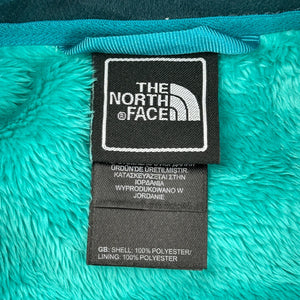 THE
NORTH
FACE
®
ÜRDÜN'DE ÜRETİLMİŞTİR
ΚΑΤΑΣΚΕΥΑΖΕΤΑΙ ΣΤΗΝ
ΙΟΡΔΑΝΙΑ
WYPRODUKOWANO W
JORDANIE
GB: SHELL: 100% POLYESTER/
LINING: 100% POLYESTER